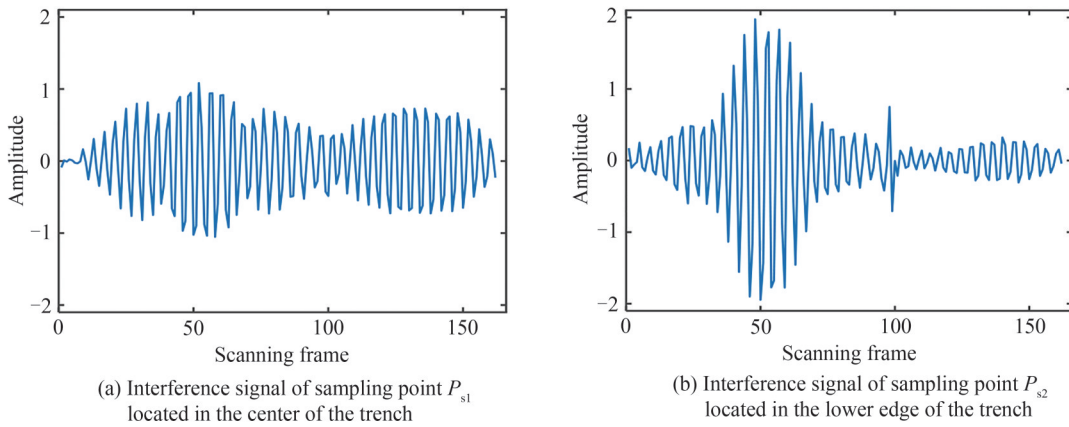 2
1
0
−1
−2
Amplitude
0
50
100
150
Scanning frame
(a) Interference signal of sampling point Ps1
located in the center of the trench
2
1
0
−1
−2
Amplitude
0
50
100
150
Scanning frame
(b) Interference signal of sampling point Ps2
located in the lower edge of the trench